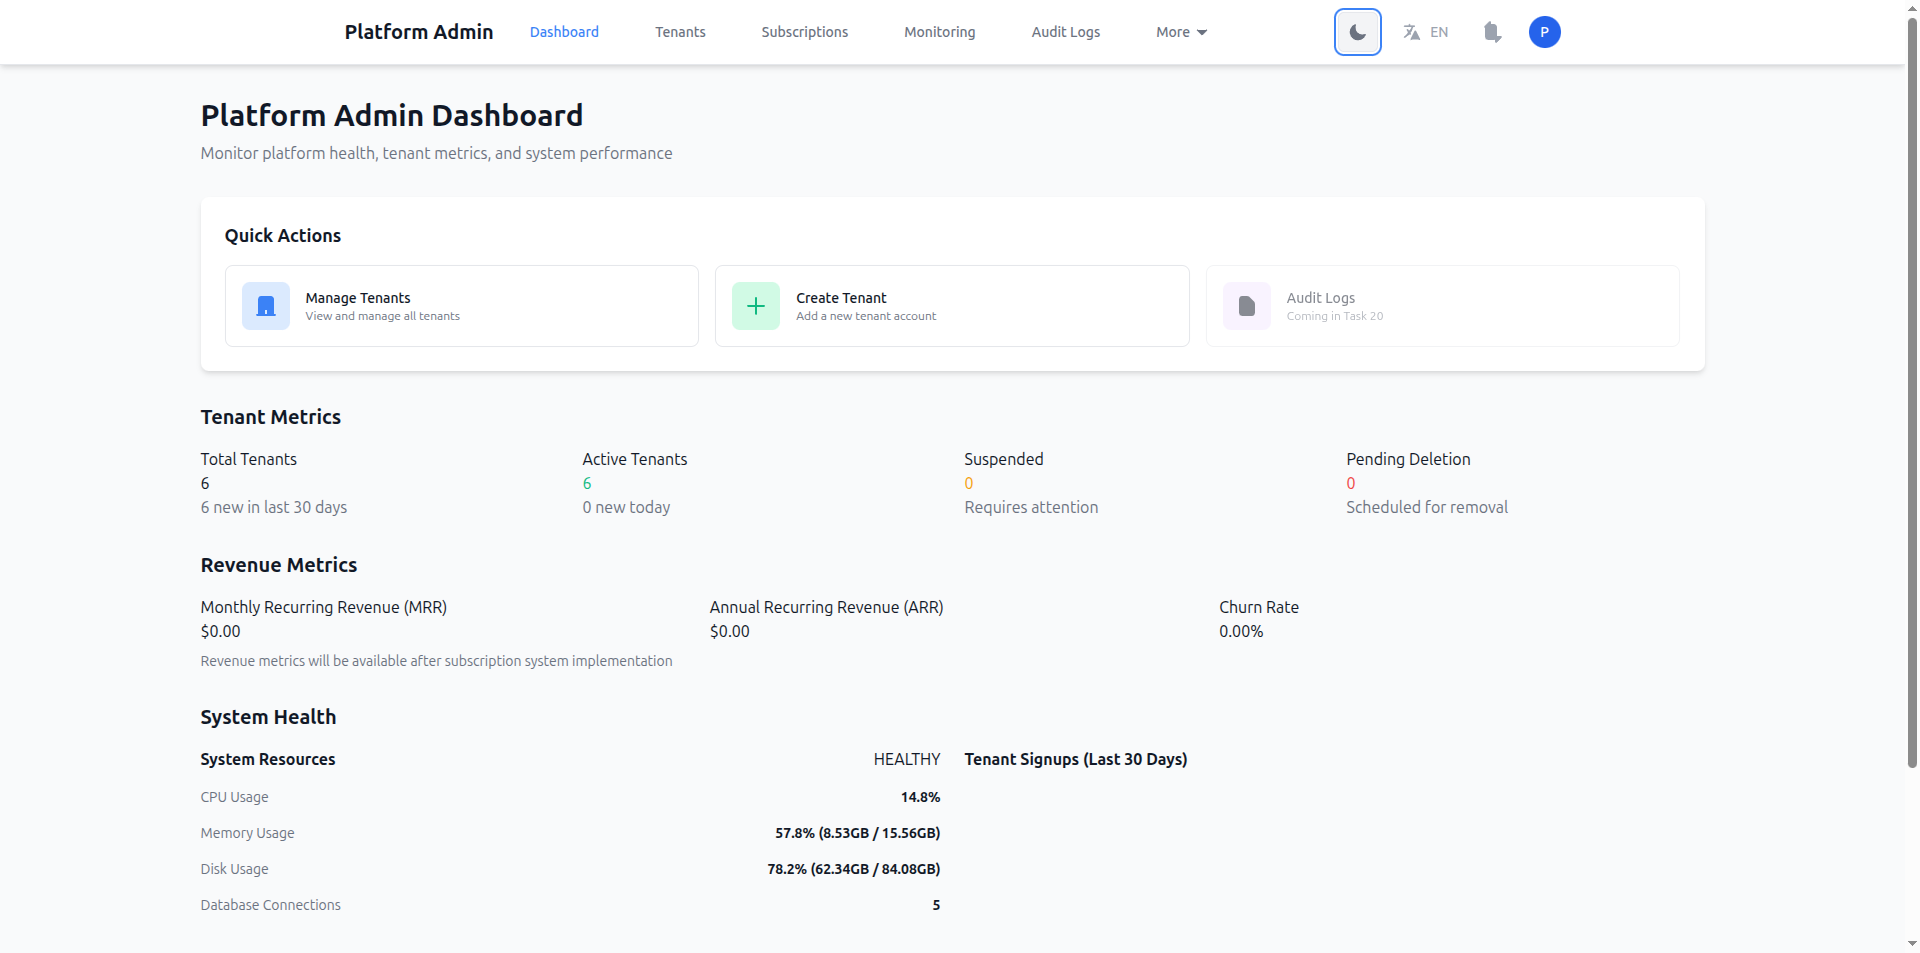 Platform Admin
Dashboard
Tenants
Subscriptions
Monitoring
Audit Logs
More
EN
P
Platform Admin Dashboard
Monitor platform health, tenant metrics, and system performance
Quick Actions
Manage Tenants
View and manage all tenants
Create Tenant
Add a new tenant account
Audit Logs
Coming in Task 20
Tenant Metrics
Total Tenants
6
6 new in last 30 days
Active Tenants
6
0 new today
Suspended
0
Requires attention
Pending Deletion
0
Scheduled for removal
Revenue Metrics
Monthly Recurring Revenue (MRR)
$0.00
Annual Recurring Revenue (ARR)
$0.00
Churn Rate
0.00%
Revenue metrics will be available after subscription system implementation
System Health
System Resources
HEALTHY
CPU Usage
14.8%
Memory Usage
57.8% (8.53GB / 15.56GB)
Disk Usage
78.2% (62.34GB / 84.08GB)
Database Connections
5
Tenant Signups (Last 30 Days)